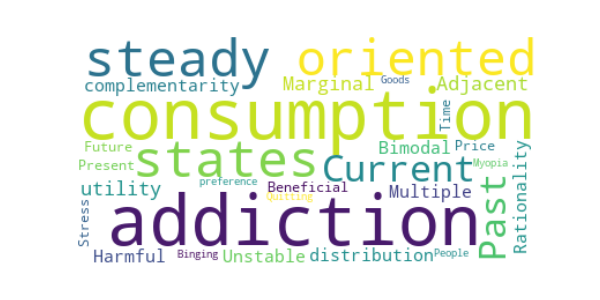 steady oriented
complementarity Marginal Goods Adjacent
consumption Time
Future states Bimodal Price
Present Current Myopia
utility preference Beneficial Multiple Past Rationality
Stress addiction Quitting
Harmful Binging Unstable distribution People